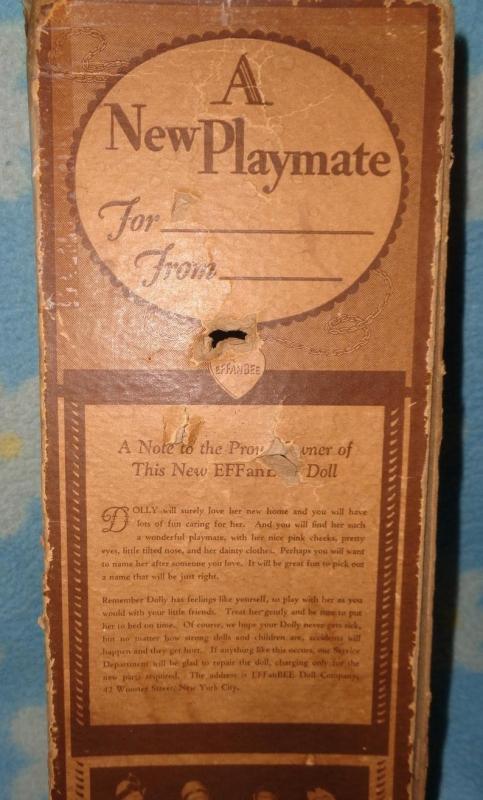 A
New Playmate
For
From
EFFANBEE
A Note to the Prou wner of
This New EFFanB Doll
DOLLY will surely love her new home and you will have
lots of fun caring for her. And you will find her such
a wonderful playmate, with her nice pink cheeks, pretty
eyes, little tilted nose, and her dainty clothes. Perhaps you will want
to name her after someone you love. It will be great fun to pick out
a name that will be just right.
Remember Dolly has feelings like yourself, so play with her as you
would with your little friends. Treat her gently and be sure to put
her to bed on time. Of course, we hope your Dolly never gets sick,
but no matter how strong dolls and children are, accidents will
happen and they get hurt. If anything like this occurs, our Service
Department will be glad to repair the doll, charging only for the
new parts required. The address is EFFanBEE Doll Company,
42 Wooster Street, New York City.